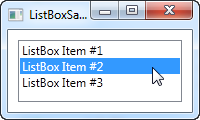 ListBoxSa...
ListBox Item #1
ListBox Item #2
ListBox Item #3